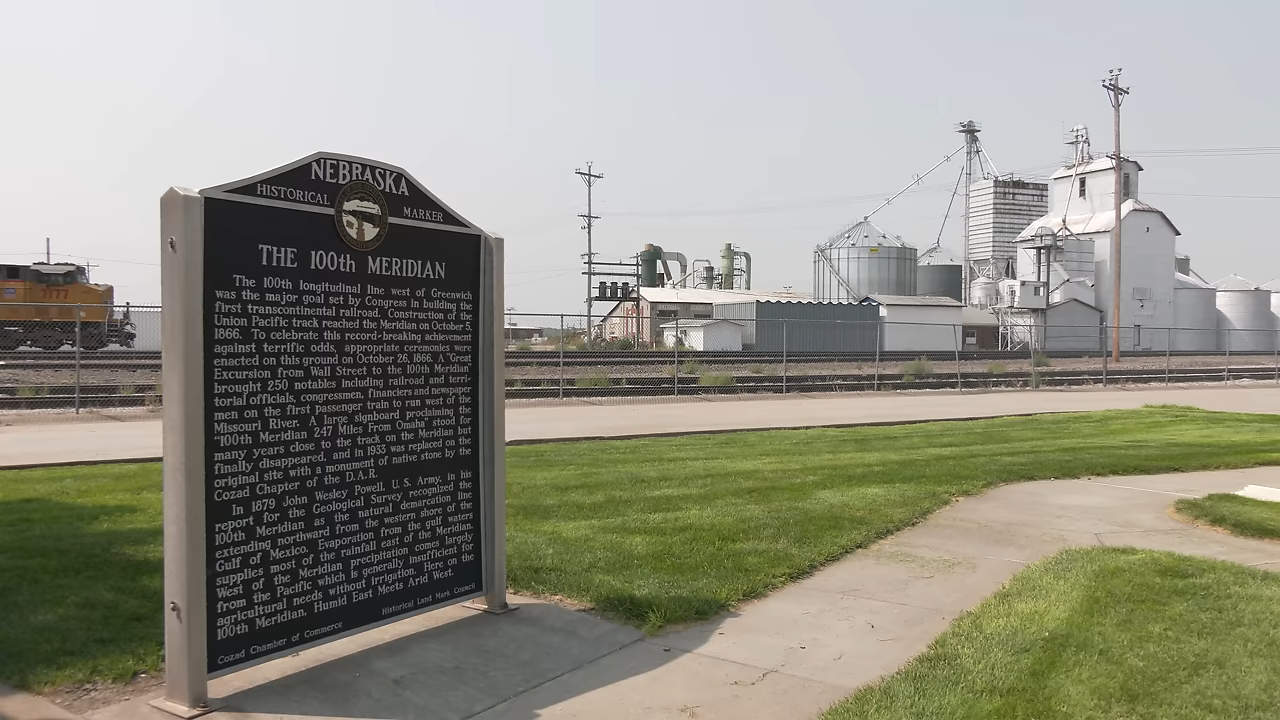 NEBRASKA
HISTORICAL MARKER
THE 100th MERIDIAN
The 100th longitudinal line west of Greenwich
was the major goal set by Congress in building the
first transcontinental railroad. Construction of the
Union Pacific track reached the Meridian on October 5,
1866. To celebrate this record-breaking achievement
against terrific odds, appropriate ceremonies were
enacted on this ground on October 26, 1866. A "Great
Excursion from Wall Street to the 100th Meridian"
brought 250 notables including railroad and terri-
torial officials, congressmen, financiers and newspaper
men on the first passenger train to run west of the
Missouri River. A large signboard proclaiming the
"100th Meridian 247 Miles From Omaha" stood for
many years close to the track on the Meridian but
finally disappeared, and in 1933 was replaced on the
original site with a monument of native stone by the
Cozad Chapter of the D.A.R.
In 1879 John Wesley Powell, U. S. Army, in his
report for the Geological Survey recognized the
100th Meridian as the natural demarcation line
extending northward from the western shore of the
Gulf of Mexico. Evaporation from the gulf waters
supplies most of the rainfall east of the Meridian.
West of the Meridian precipitation comes largely
from the Pacific which is generally insufficient for
agricultural needs without irrigation. Here on the
100th Meridian, Humid East Meets Arid West.
Cozad Chamber of Commerce Historical Land Mark Council
7177